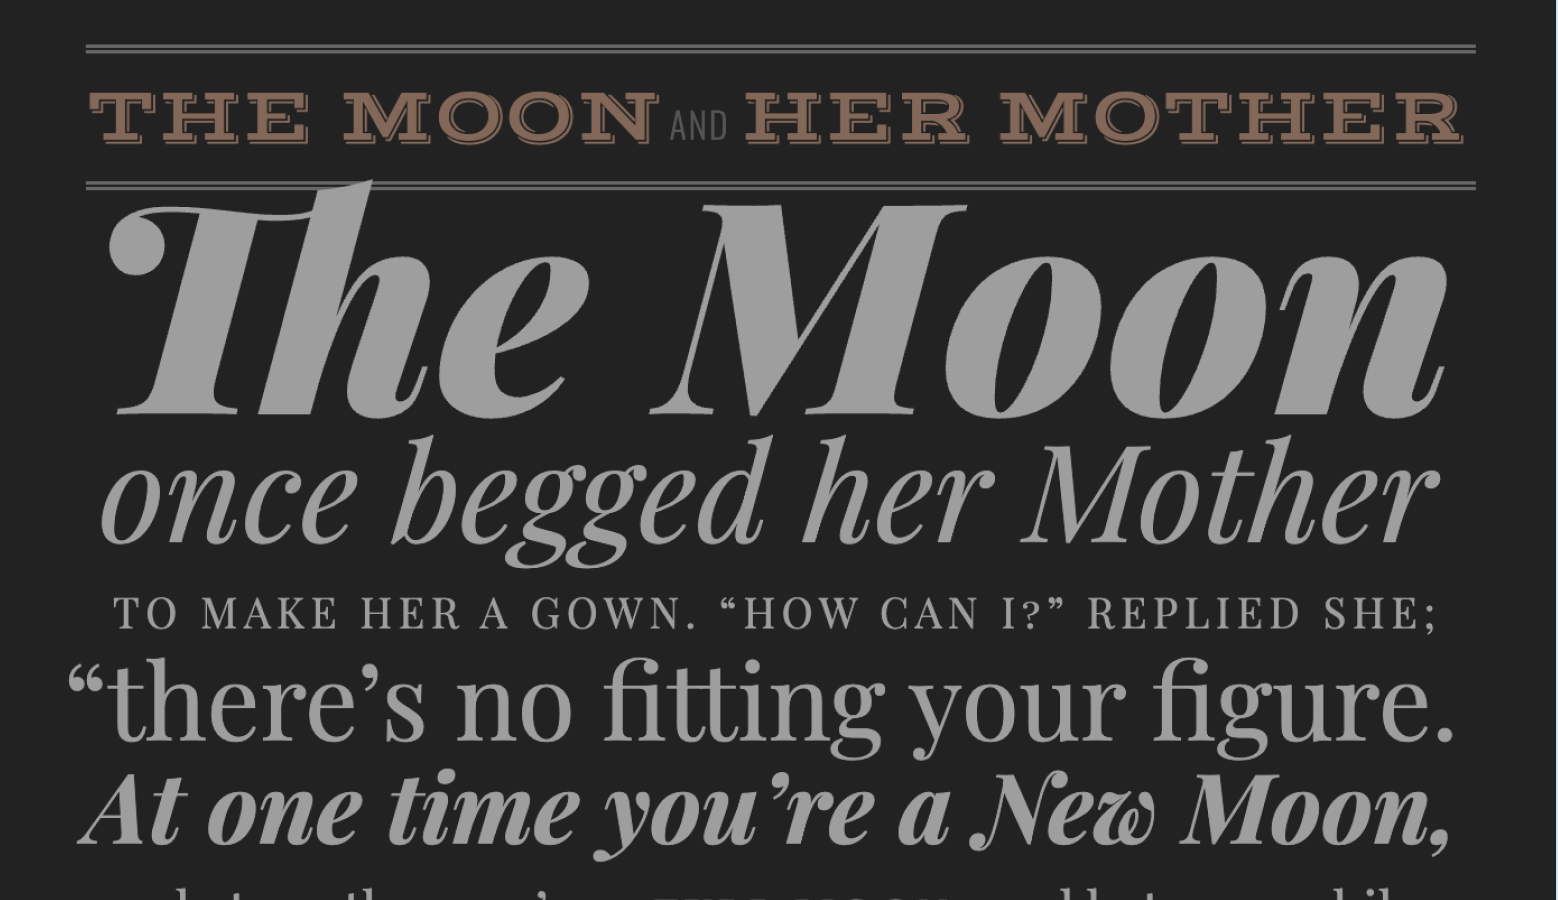 THE MOON AND HER MOTHER
The Moon
once begged her Mother
TO MAKE HER A GOWN. “HOW CAN I?” REPLIED SHE;
“there’s no fitting your figure.
At one time you’re a New Moon,